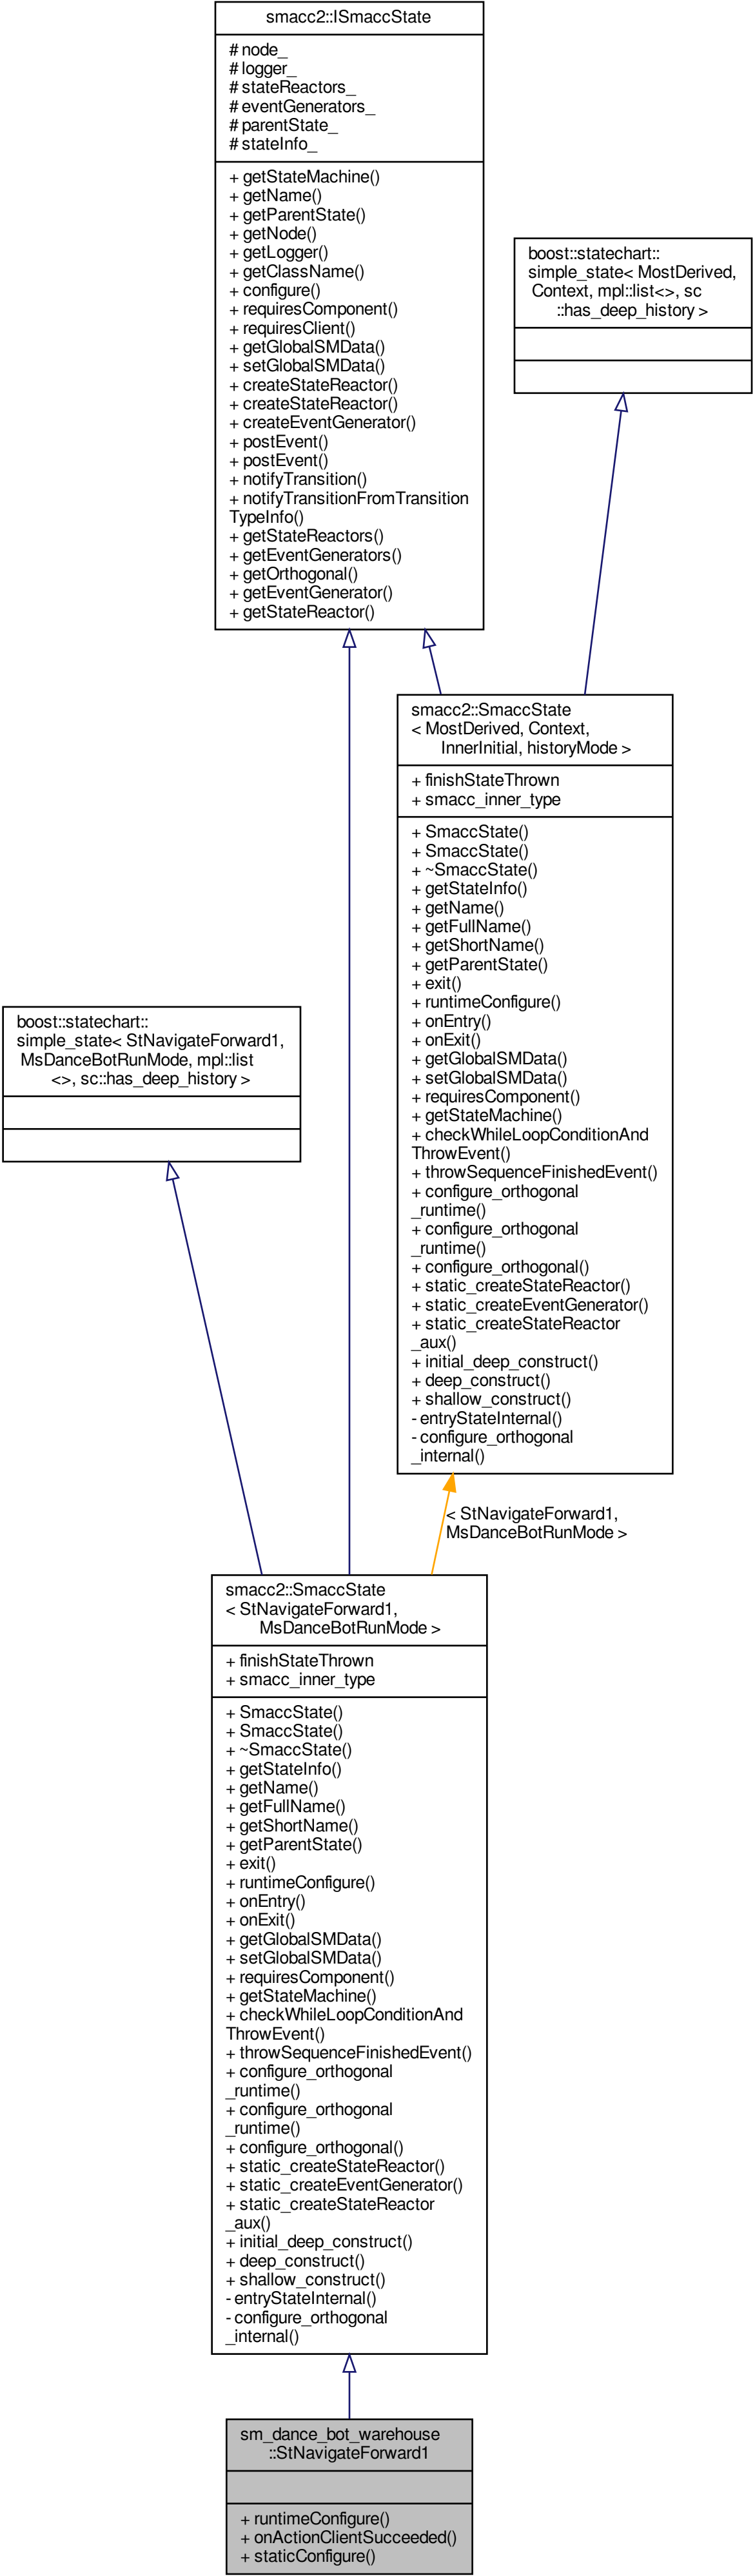 smacc2::ISmaccState
# node_
# logger_
# stateReactors_
# eventGenerators_
# parentState_
# stateInfo_
+ getStateMachine()
+ getName()
+ getParentState()
+ getNode()
+ getLogger()
+ getClassName()
+ configure()
+ requiresComponent()
+ requiresClient()
+ getGlobalSMData()
+ setGlobalSMData()
+ createStateReactor()
+ createStateReactor()
+ createEventGenerator()
+ postEvent()
+ postEvent()
+ notifyTransition()
+ notifyTransitionFromTransition
TypeInfo()
+ getStateReactors()
+ getEventGenerators()
+ getOrthogonal()
+ getEventGenerator()
+ getStateReactor()
boost::statechart::
simple_state< MostDerived,
Context, mpl::list<>, sc
::has_deep_history >
smacc2::SmaccState
< MostDerived, Context,
InnerInitial, historyMode >
+ finishStateThrown
+ smacc_inner_type
+ SmaccState()
+ SmaccState()
+ ~SmaccState()
+ getStateInfo()
+ getName()
+ getFullName()
+ getShortName()
+ getParentState()
+ exit()
+ runtimeConfigure()
+ onEntry()
+ onExit()
+ getGlobalSMData()
+ setGlobalSMData()
+ requiresComponent()
+ getStateMachine()
+ checkWhileLoopConditionAnd
ThrowEvent()
+ throwSequenceFinishedEvent()
+ configure_orthogonal
_runtime()
+ configure_orthogonal
_runtime()
+ configure_orthogonal()
+ static_createStateReactor()
+ static_createEventGenerator()
+ static_createStateReactor
_aux()
+ initial_deep_construct()
+ deep_construct()
+ shallow_construct()
- entryStateInternal()
- configure_orthogonal
_internal()
boost::statechart::
simple_state< StNavigateForward1,
MsDanceBotRunMode, mpl::list
<>, sc::has_deep_history >
< StNavigateForward1,
MsDanceBotRunMode >
smacc2::SmaccState
< StNavigateForward1,
MsDanceBotRunMode >
+ finishStateThrown
+ smacc_inner_type
+ SmaccState()
+ SmaccState()
+ ~SmaccState()
+ getStateInfo()
+ getName()
+ getFullName()
+ getShortName()
+ getParentState()
+ exit()
+ runtimeConfigure()
+ onEntry()
+ onExit()
+ getGlobalSMData()
+ setGlobalSMData()
+ requiresComponent()
+ getStateMachine()
+ checkWhileLoopConditionAnd
ThrowEvent()
+ throwSequenceFinishedEvent()
+ configure_orthogonal
_runtime()
+ configure_orthogonal
_runtime()
+ configure_orthogonal()
+ static_createStateReactor()
+ static_createEventGenerator()
+ static_createStateReactor
_aux()
+ initial_deep_construct()
+ deep_construct()
+ shallow_construct()
- entryStateInternal()
- configure_orthogonal
_internal()
sm_dance_bot_warehouse
::StNavigateForward1
+ runtimeConfigure()
+ onActionClientSucceeded()
+ staticConfigure()